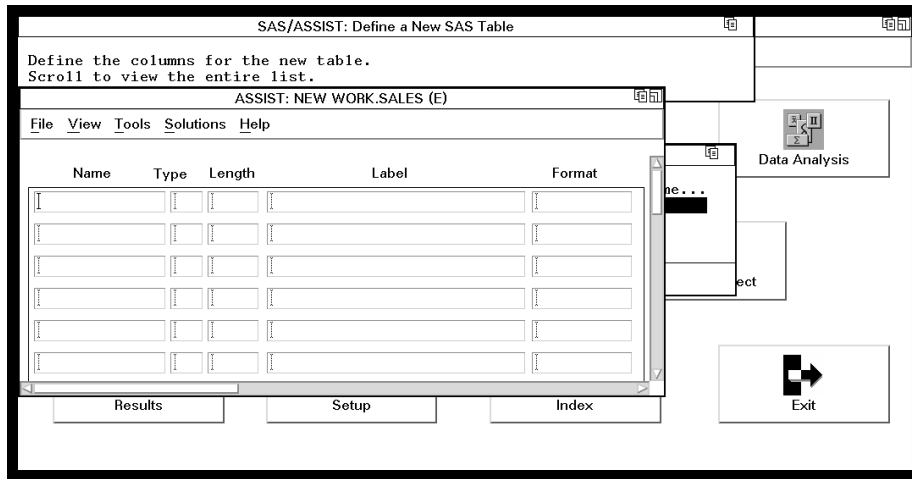 SAS/ASSIST: Define a New SAS Table
Define the columns for the new table.
Scroll to view the entire list.
ASSIST: NEW WORK.SALES (E)
File View Tools Solutions Help
Name Type Length Label Format
me...
Data Analysis
ect
Results Setup Index Exit